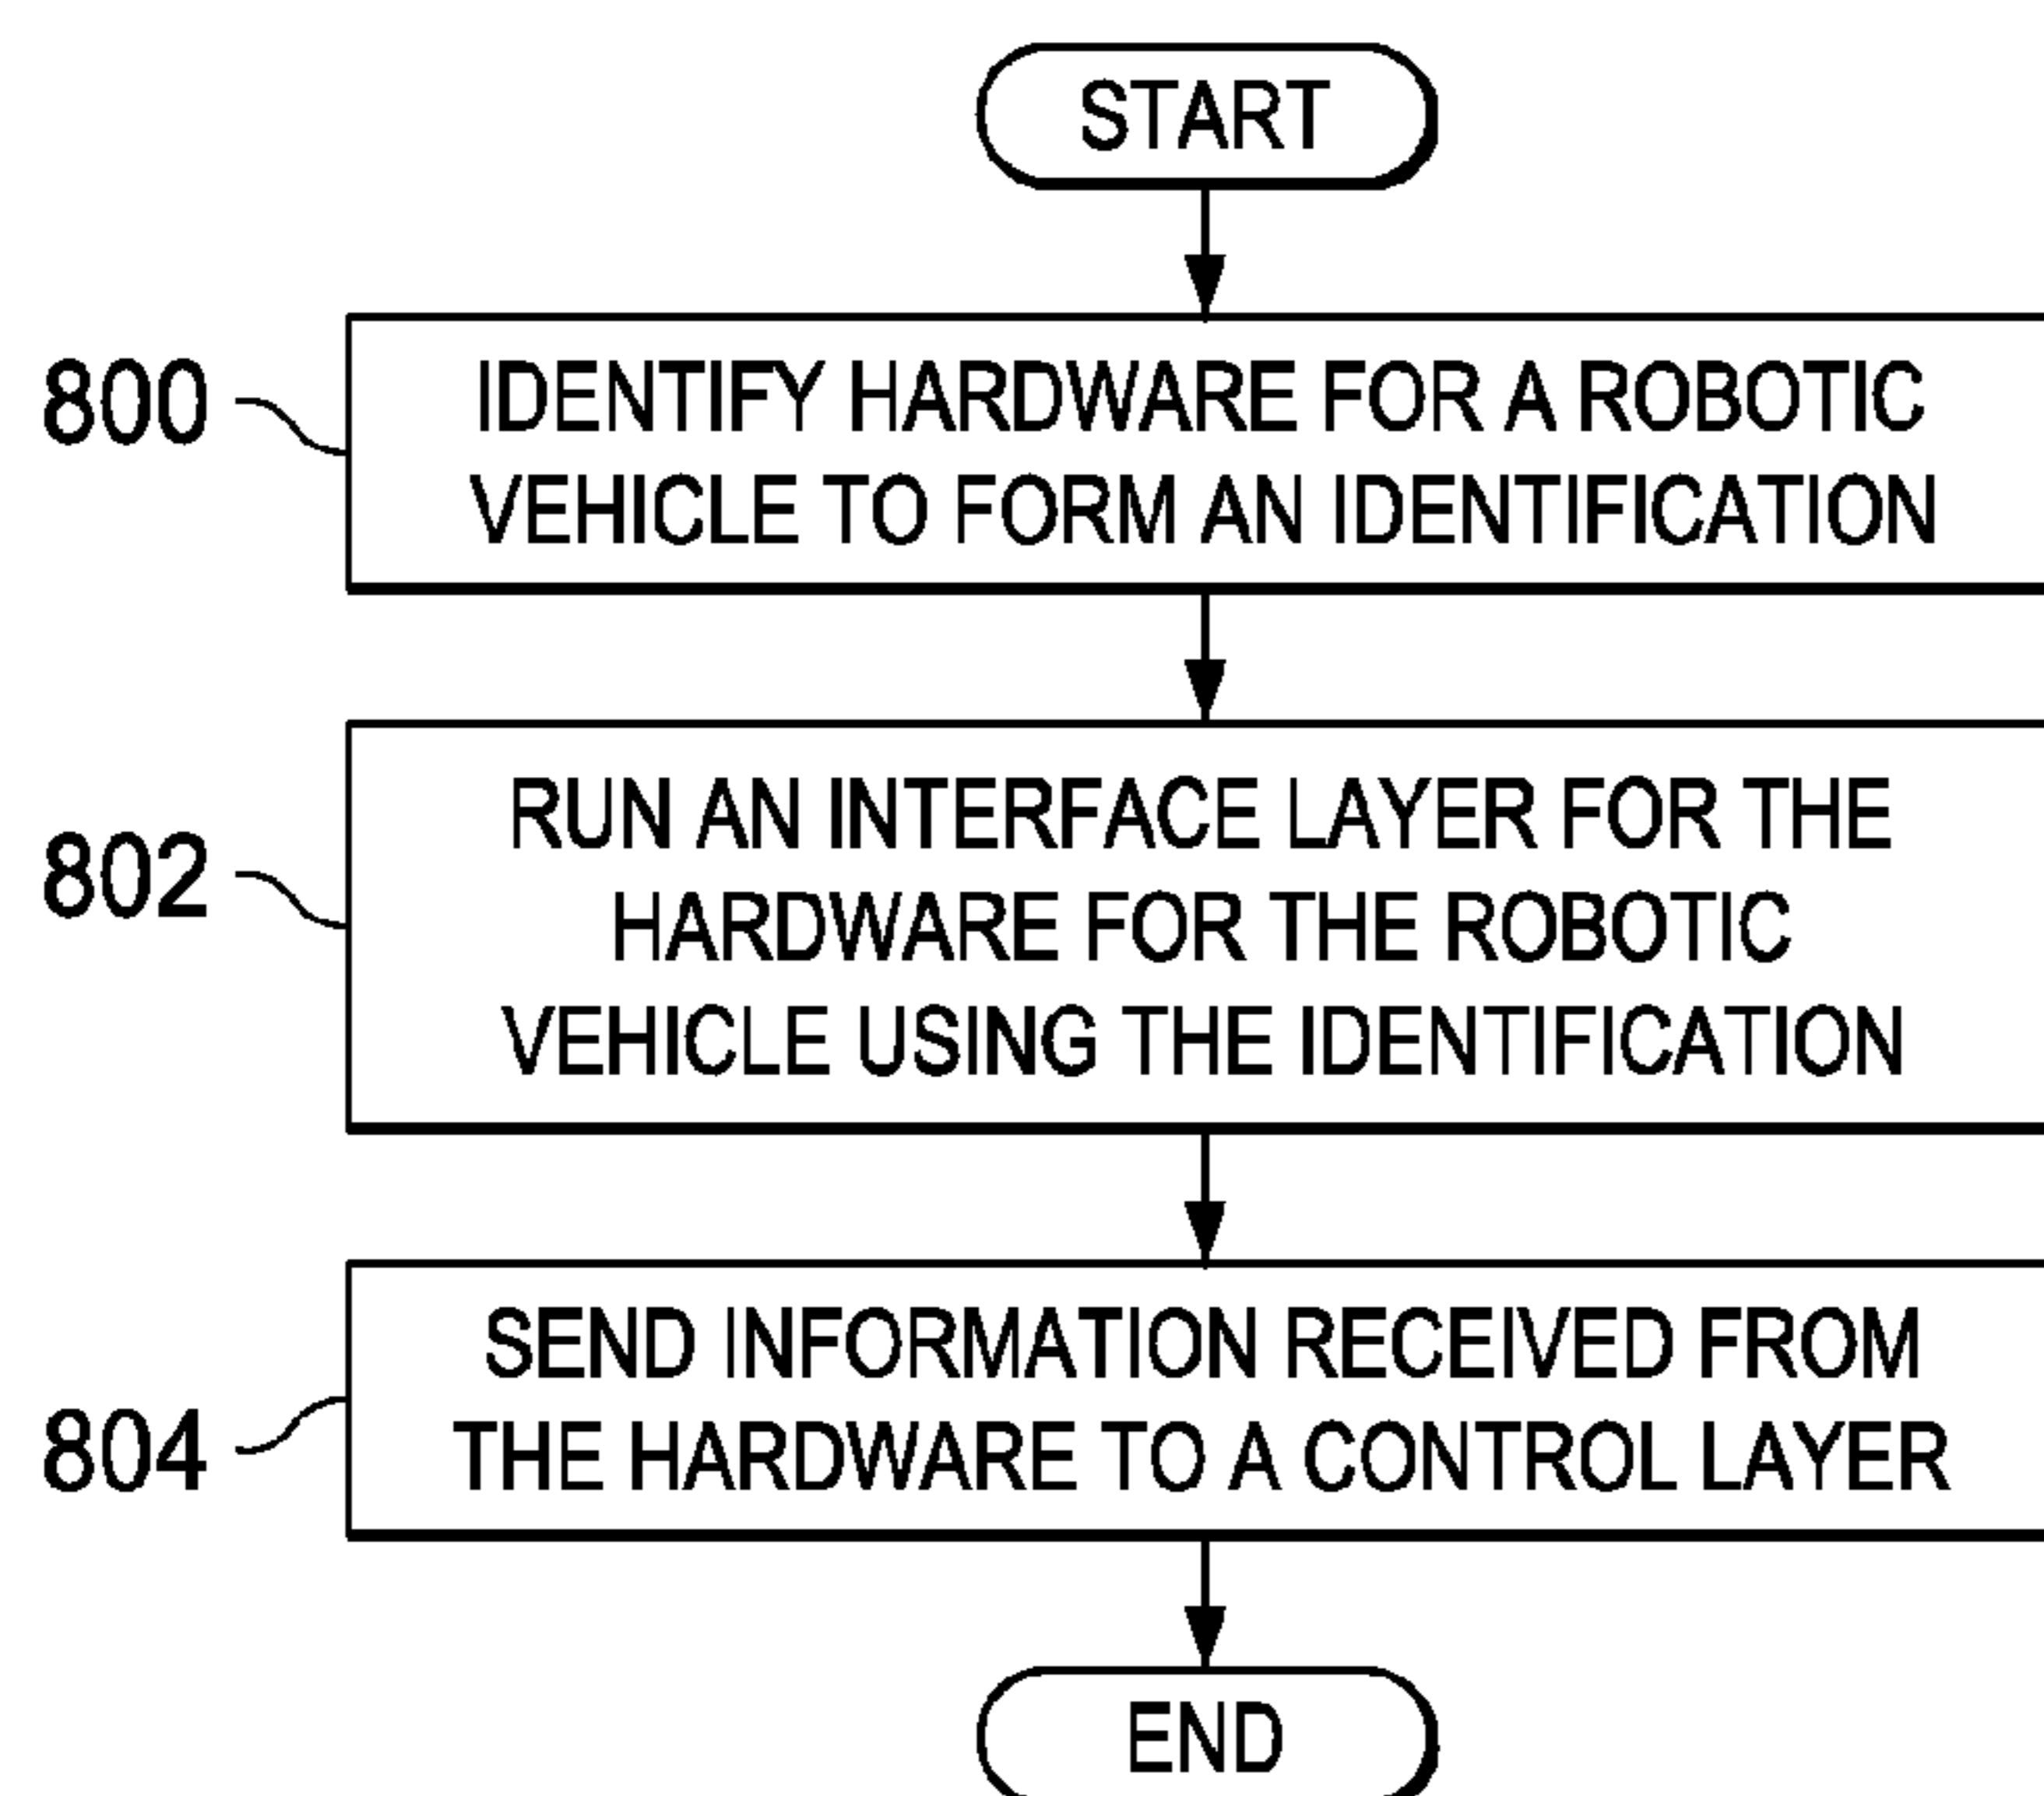 START
800
IDENTIFY HARDWARE FOR A ROBOTIC
VEHICLE TO FORM AN IDENTIFICATION
802
RUN AN INTERFACE LAYER FOR THE
HARDWARE FOR THE ROBOTIC
VEHICLE USING THE IDENTIFICATION
804
SEND INFORMATION RECEIVED FROM
THE HARDWARE TO A CONTROL LAYER
END